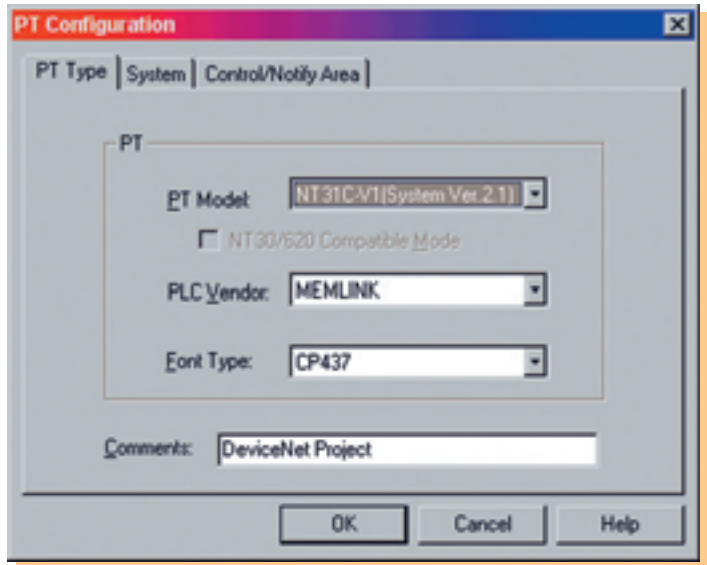 PT Configuration
PT Type System Control/Notify Area
PT
PT Model: NT31C-V1(System Ver.2.1)
NT30/620 Compatible Mode
PLC Vendor: MEMLINK
Font Type: CP437
Comments: DeviceNet Project
OK Cancel Help